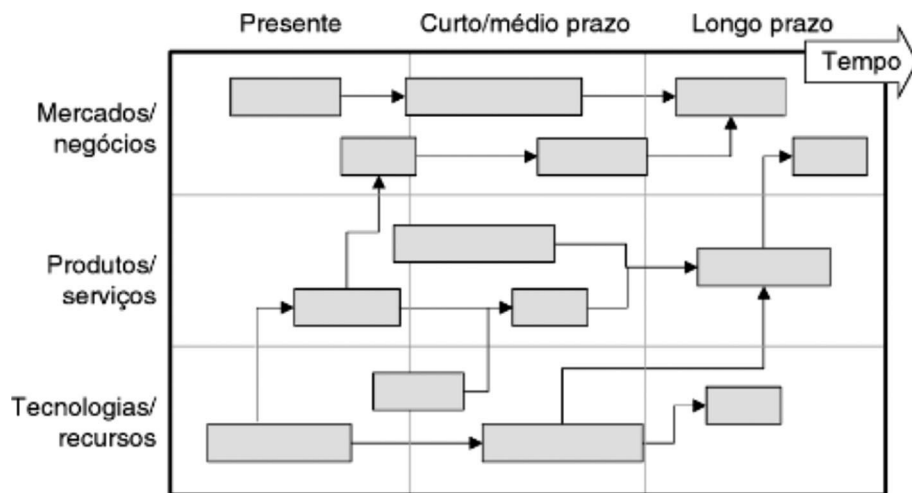 Presente
Curto/médio prazo
Longo prazo
Tempo
Mercados/
negócios
Produtos/
serviços
Tecnologias/
recursos